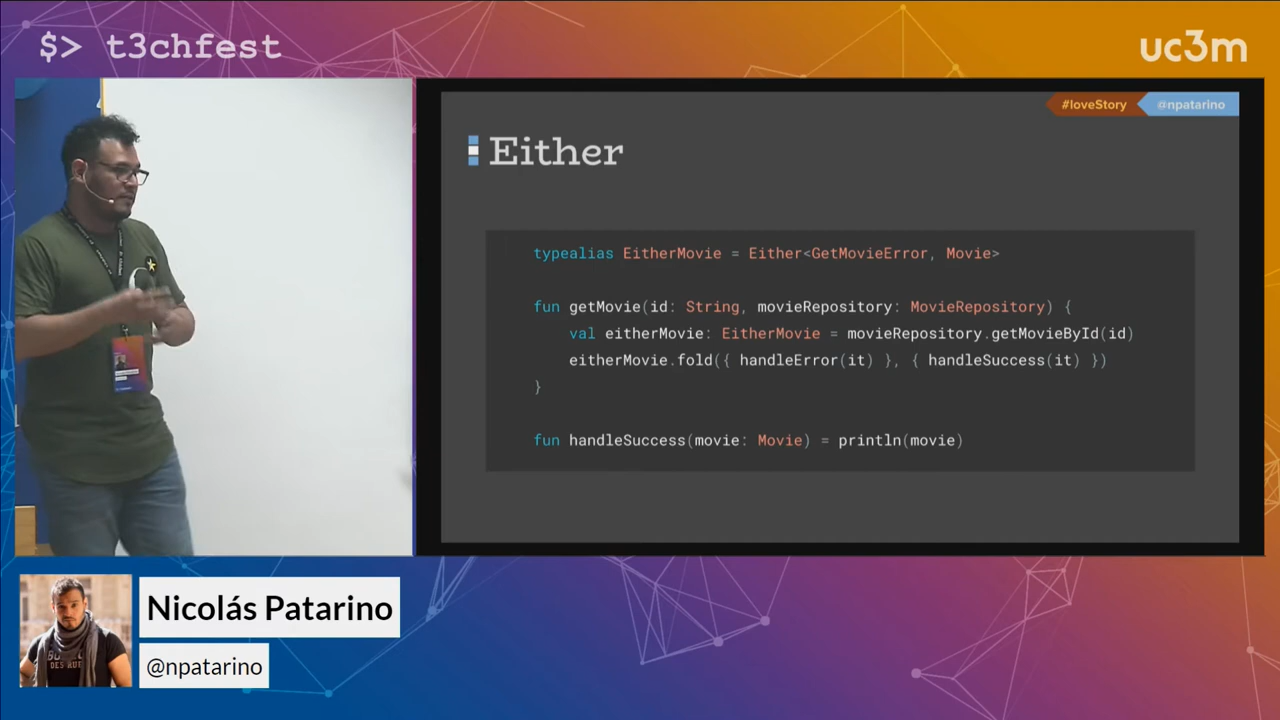 $> t3chfest
uc3m
#loveStory
@npatarino
Either
typealias EitherMovie = Either<GetMovieError, Movie>
fun getMovie(id: String, movieRepository: MovieRepository) {
val eitherMovie: EitherMovie = movieRepository.getMovieById(id)
eitherMovie.fold({ handleError(it) }, { handleSuccess(it) })
}
fun handleSuccess(movie: Movie) = println(movie)
Nicolás Patarino
@npatarino